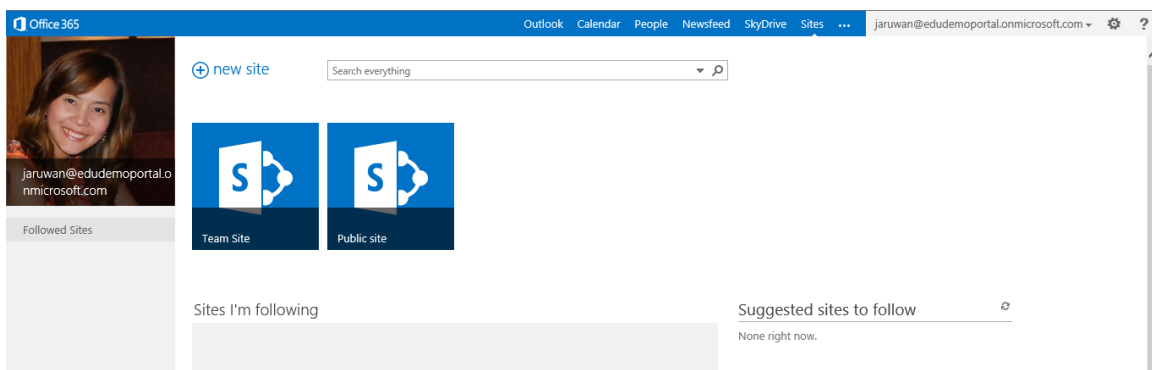 Office 365
Outlook Calendar People Newsfeed SkyDrive Sites ... jaruwan@edudemoportal.onmicrosoft.com ?
new site
Search everything
jaruwan@edudemoportal.o
nmicrosoft.com
Followed Sites
S
Team Site
S
Public site
Sites I'm following
Suggested sites to follow
None right now.